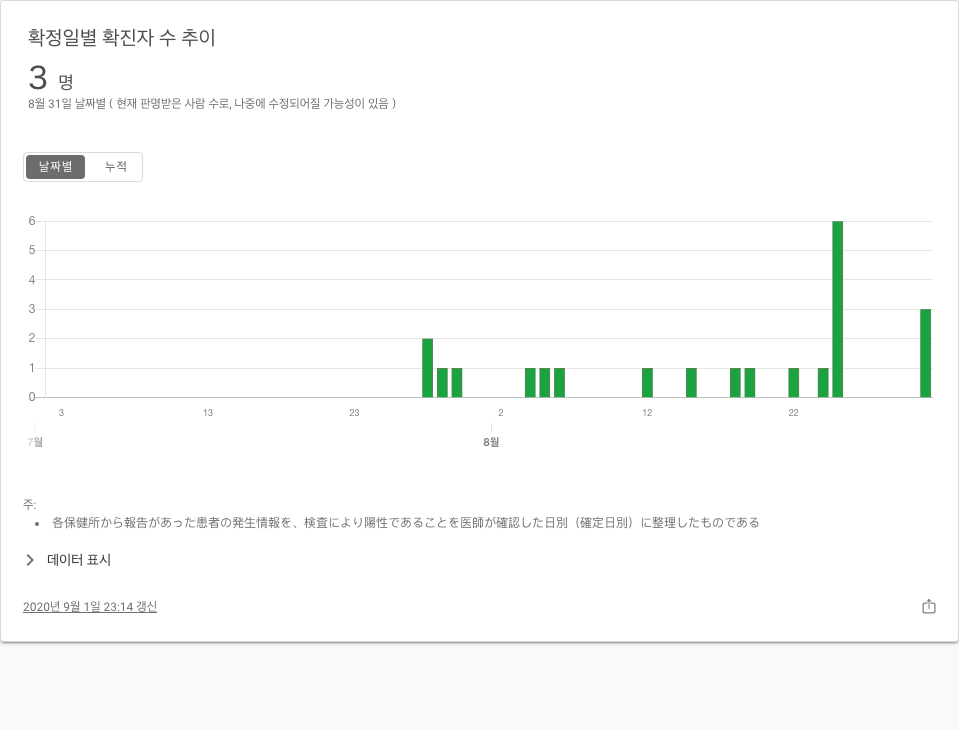 확정일별 확진자 수 추이
3 명
8월 31일 날짜별 ( 현재 판명받은 사람 수로, 나중에 수정되어질 가능성이 있음 )
날짜별 누적
6
5
4
3
2
1
0
3 13 23 2 12 22
7월 8월
주:
• 各保健所から報告があった患者の発生情報を、検査により陽性であることを医師が確認した日別（確定日別）に整理したものである
데이터 표시
2020년 9월 1일 23:14 갱신